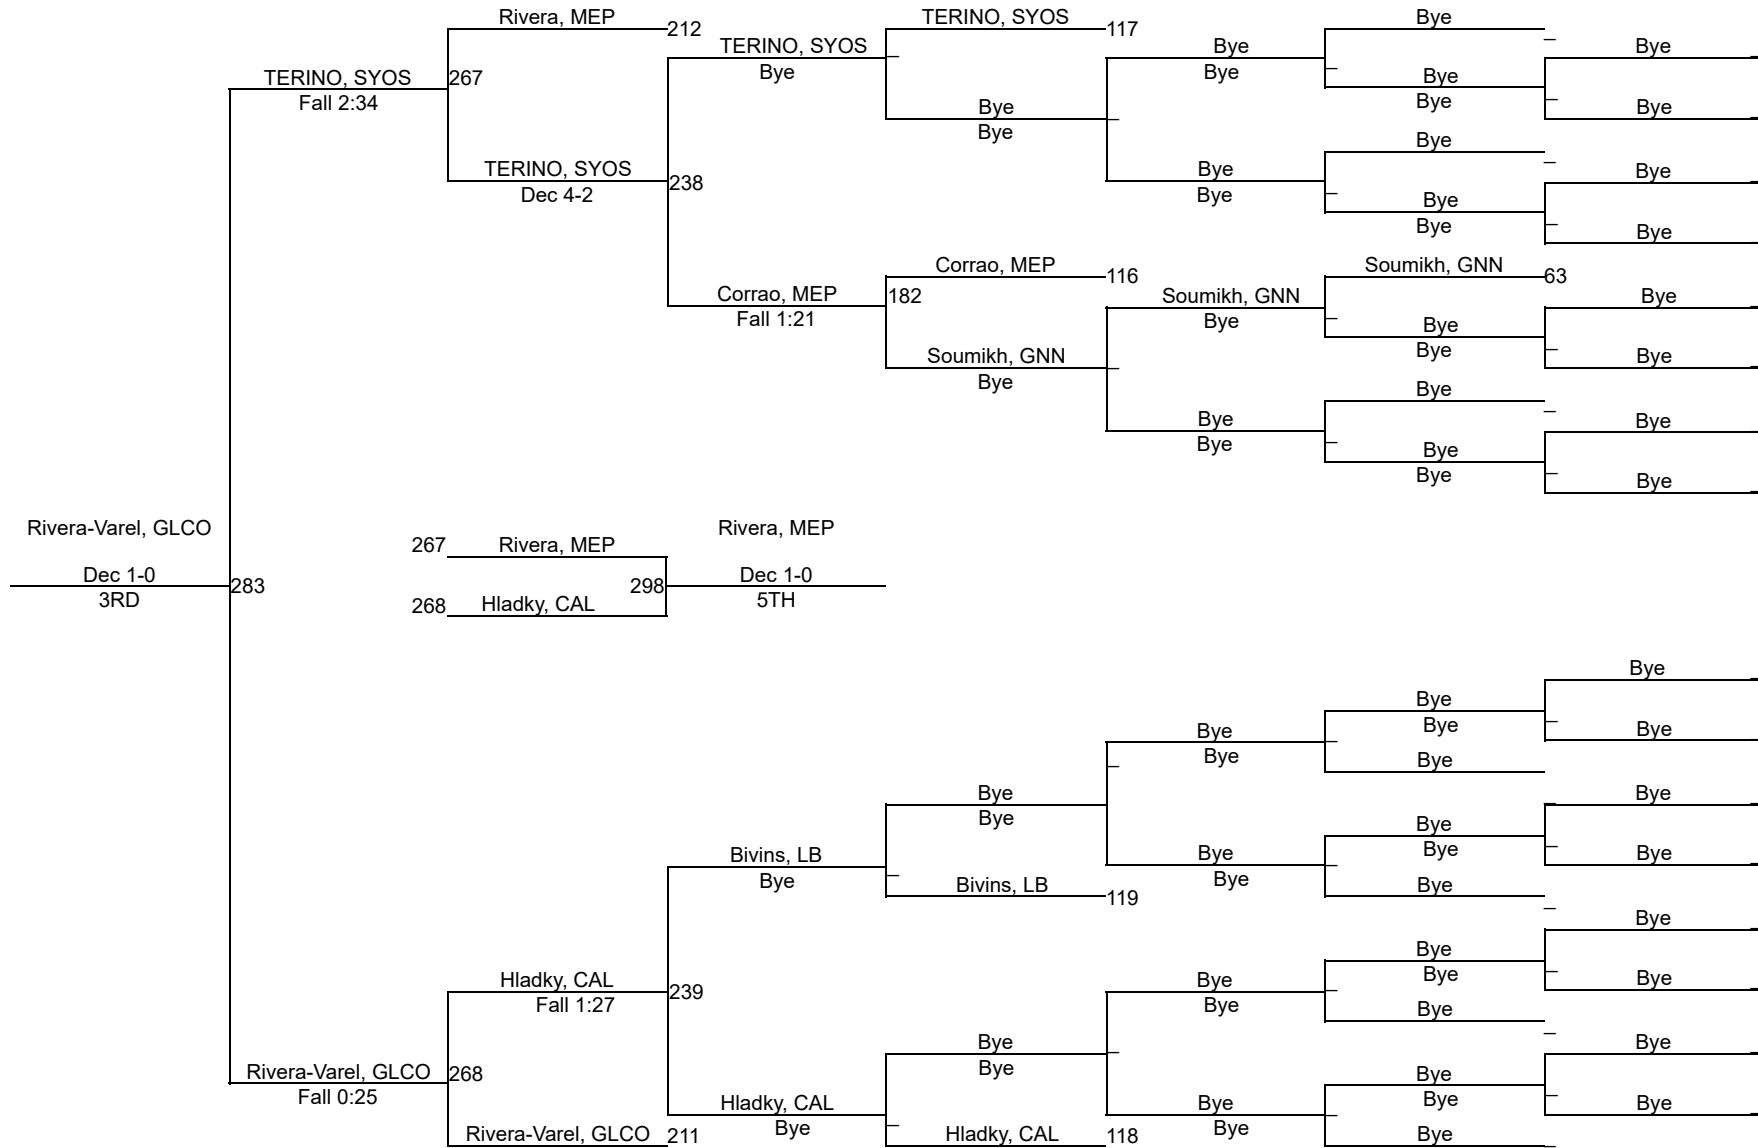 Rivera, MEP
212
TERINO, SYOS
117
Bye
TERINO, SYOS
Bye
Bye
Bye
Bye
Bye
TERINO, SYOS
Fall 2:34
267
Bye
Bye
Bye
Bye
Bye
Bye
TERINO, SYOS
Dec 4-2
238
Bye
Bye
Bye
Bye
Bye
Bye
Bye
Corrao, MEP
116
Soumikh, GNN
63
Corrao, MEP
Fall 1:21
182
Soumikh, GNN
Bye
Bye
Bye
Bye
Soumikh, GNN
Bye
Bye
Bye
Bye
Bye
Bye
Bye
Bye
Bye
Rivera-Varel, GLCO
Rivera, MEP
267
Rivera, MEP
Dec 1-0
3RD
283
298
Dec 1-0
5TH
268
Hladky, CAL
Bye
Bye
Bye
Bye
Bye
Bye
Bye
Bye
Bye
Bye
Bye
Bye
Bye
Bivins, LB
Bye
Bye
Bye
Bye
Bivins, LB
119
Bye
Bye
Bye
Bye
Hladky, CAL
Fall 1:27
239
Bye
Bye
Bye
Bye
Bye
Bye
Bye
Rivera-Varel, GLCO
Fall 0:25
268
Bye
Bye
Hladky, CAL
Bye
Bye
Bye
Bye
Rivera-Varel, GLCO
211
Hladky, CAL
118
Bye